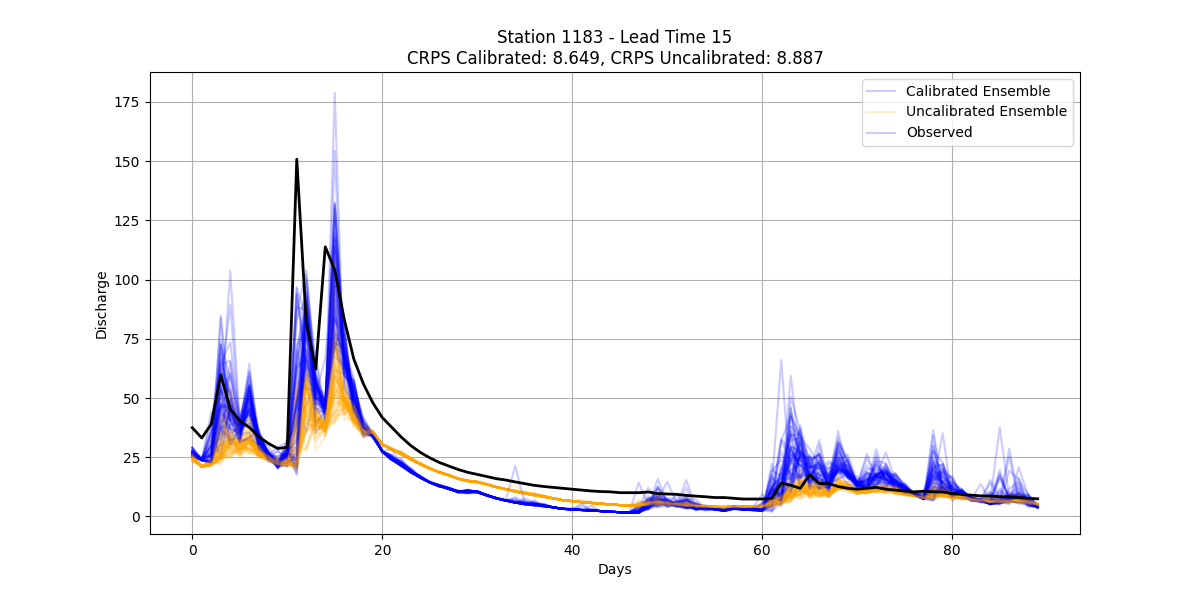 Station 1183 - Lead Time 15
CRPS Calibrated: 8.649, CRPS Uncalibrated: 8.887
Calibrated Ensemble
Uncalibrated Ensemble
Observed
Discharge
175
150
125
100
75
50
25
0
0 20 40 60 80
Days